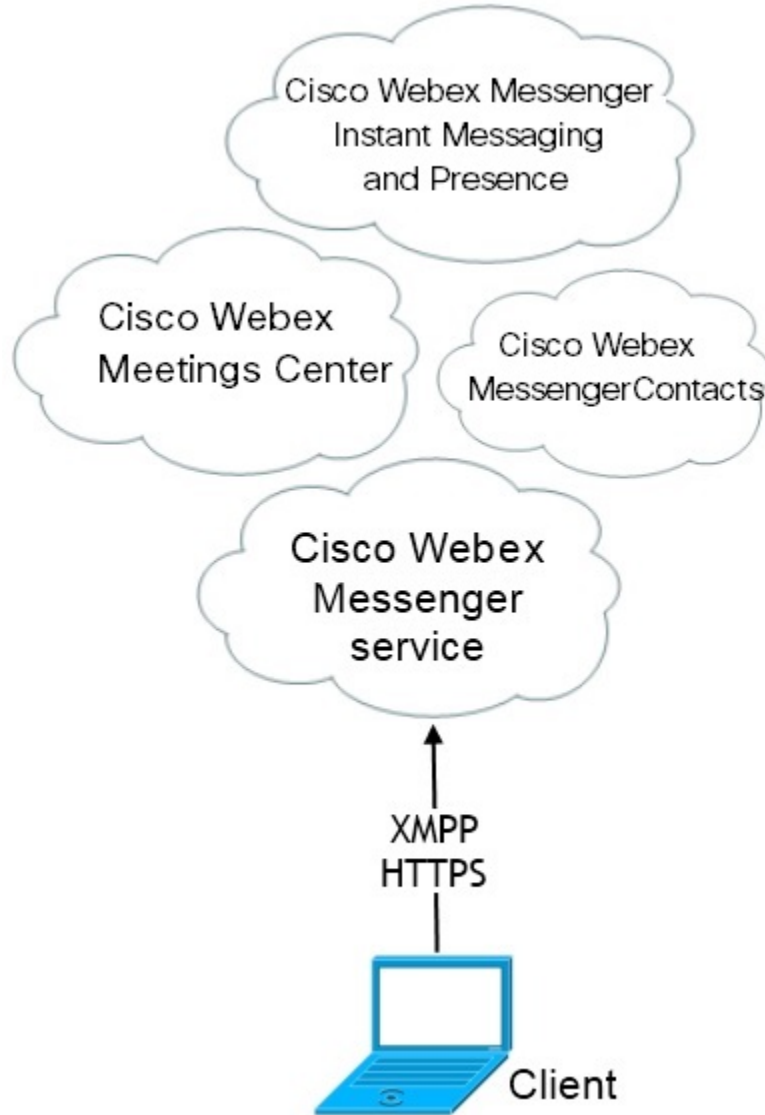 Cisco Webex Messenger
Instant Messaging
and Presence
Cisco Webex
Meetings Center
Cisco Webex
MessengerContacts
Cisco Webex
Messenger
service
XMPP
HTTPS
Client